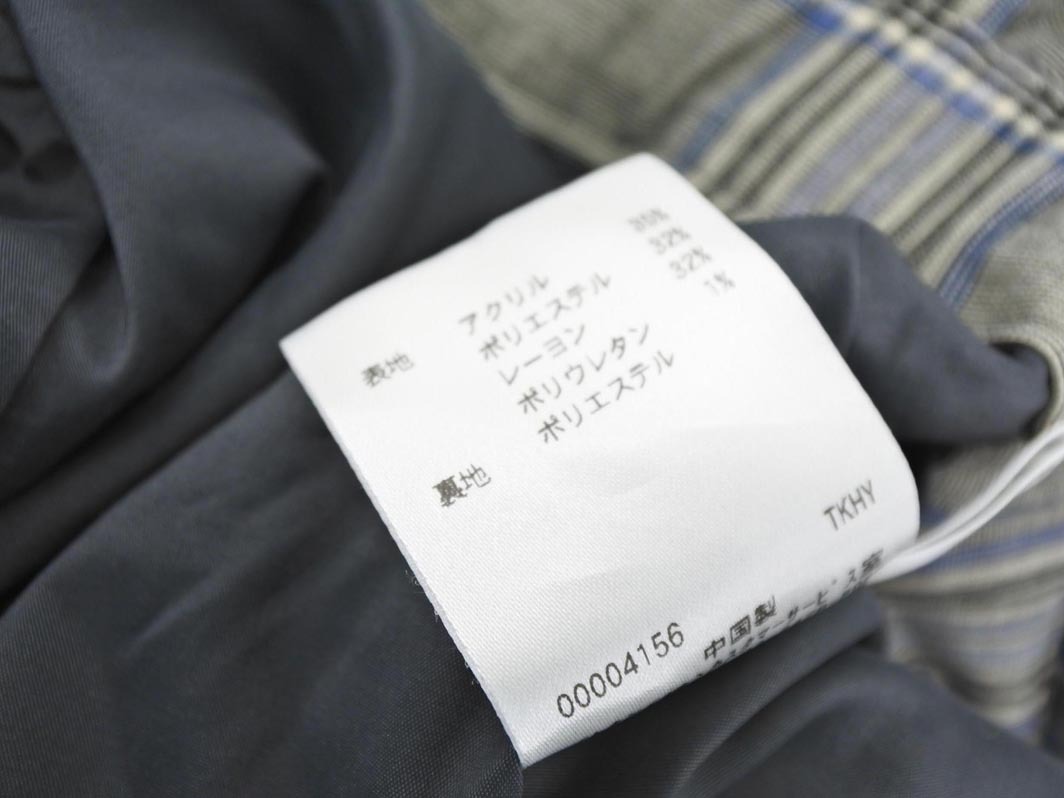 表地 アクリル 35%
ポリエステル 32%
レーヨン 32%
ポリウレタン 1%
裏地 ポリエステル
TKHY
00004156 中国製